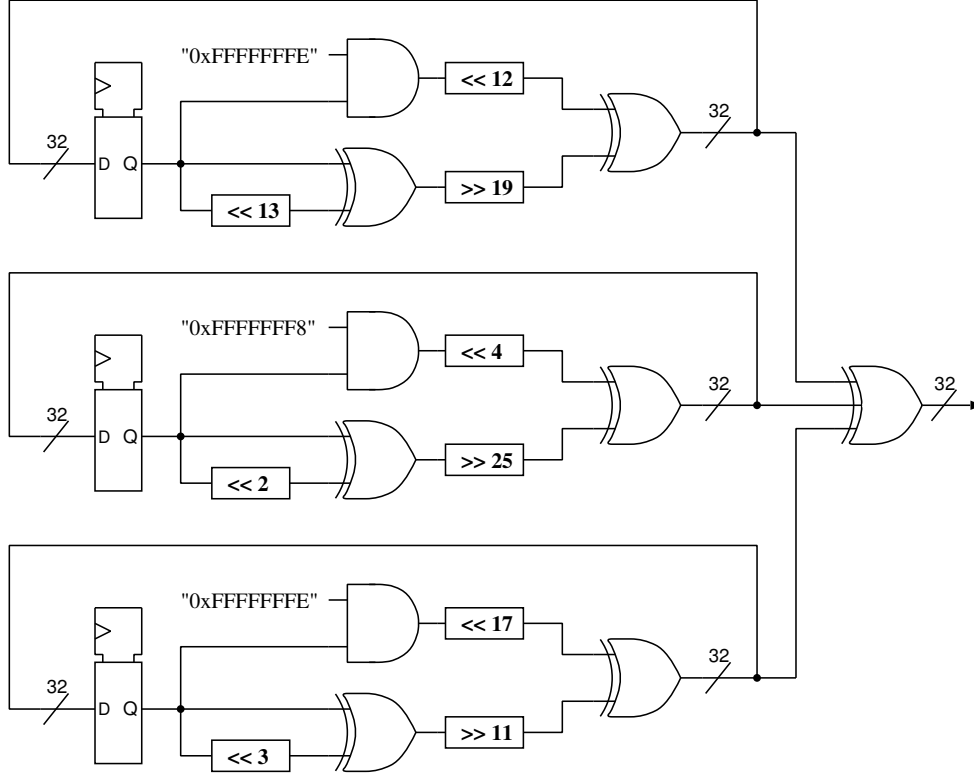 "0xFFFFFFFE"
<< 12
32
32
D Q
>> 19
<< 13
"0xFFFFFFF8"
<< 4
32
32
32
D Q
>> 25
<< 2
"0xFFFFFFFE"
<< 17
32
32
D Q
>> 11
<< 3